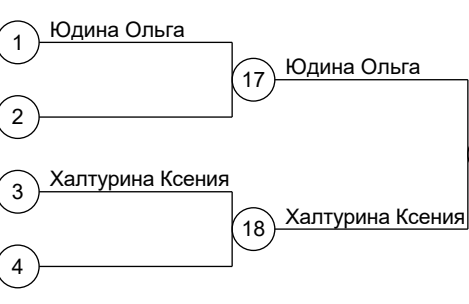 1 Юдина Ольга
17 Юдина Ольга
2
3 Халтурина Ксения
18 Халтурина Ксения
4